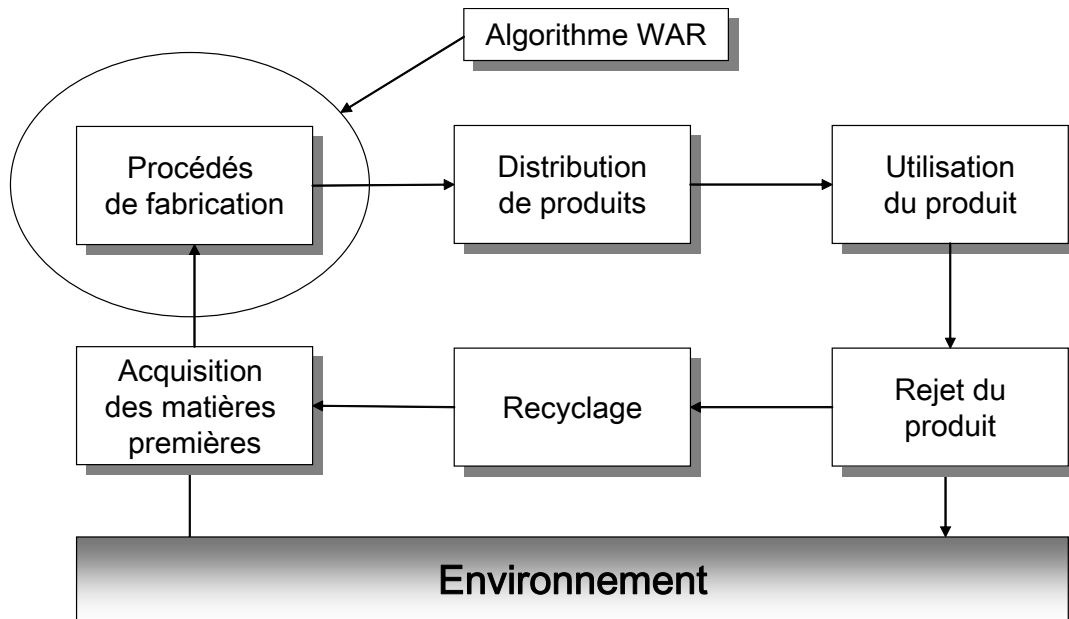 Algorithme WAR
Procédés
de fabrication
Distribution
de produits
Utilisation
du produit
Acquisition
des matières
premières
Recyclage
Rejet du
produit
Environnement